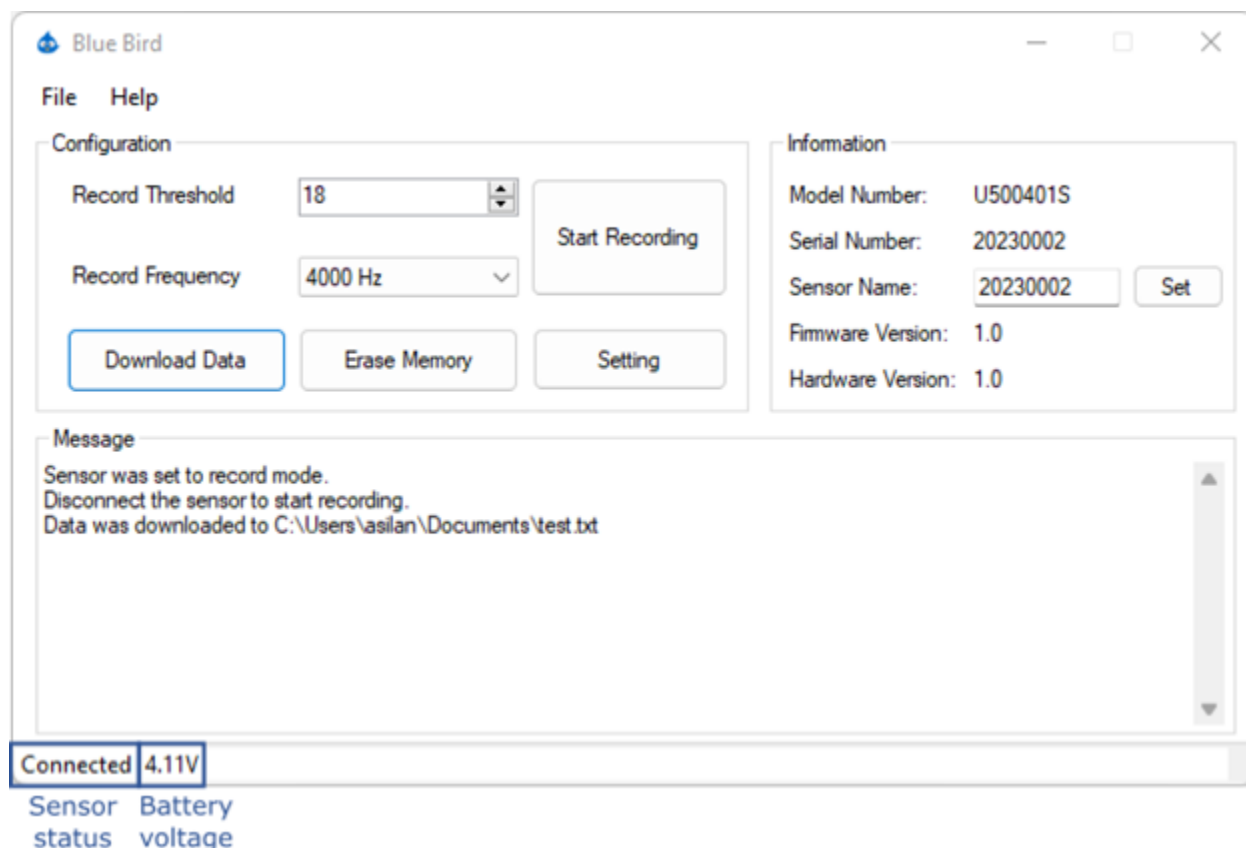 Blue Bird
File Help
Configuration
Record Threshold 18
Start Recording
Record Frequency 4000 Hz
Download Data Erase Memory Setting
Information
Model Number: U500401S
Serial Number: 20230002
Sensor Name: 20230002 Set
Firmware Version: 1.0
Hardware Version: 1.0
Message
Sensor was set to record mode.
Disconnect the sensor to start recording.
Data was downloaded to C:\Users\asilan\Documents\test.txt
Connected 4.11V
Sensor status
Battery voltage